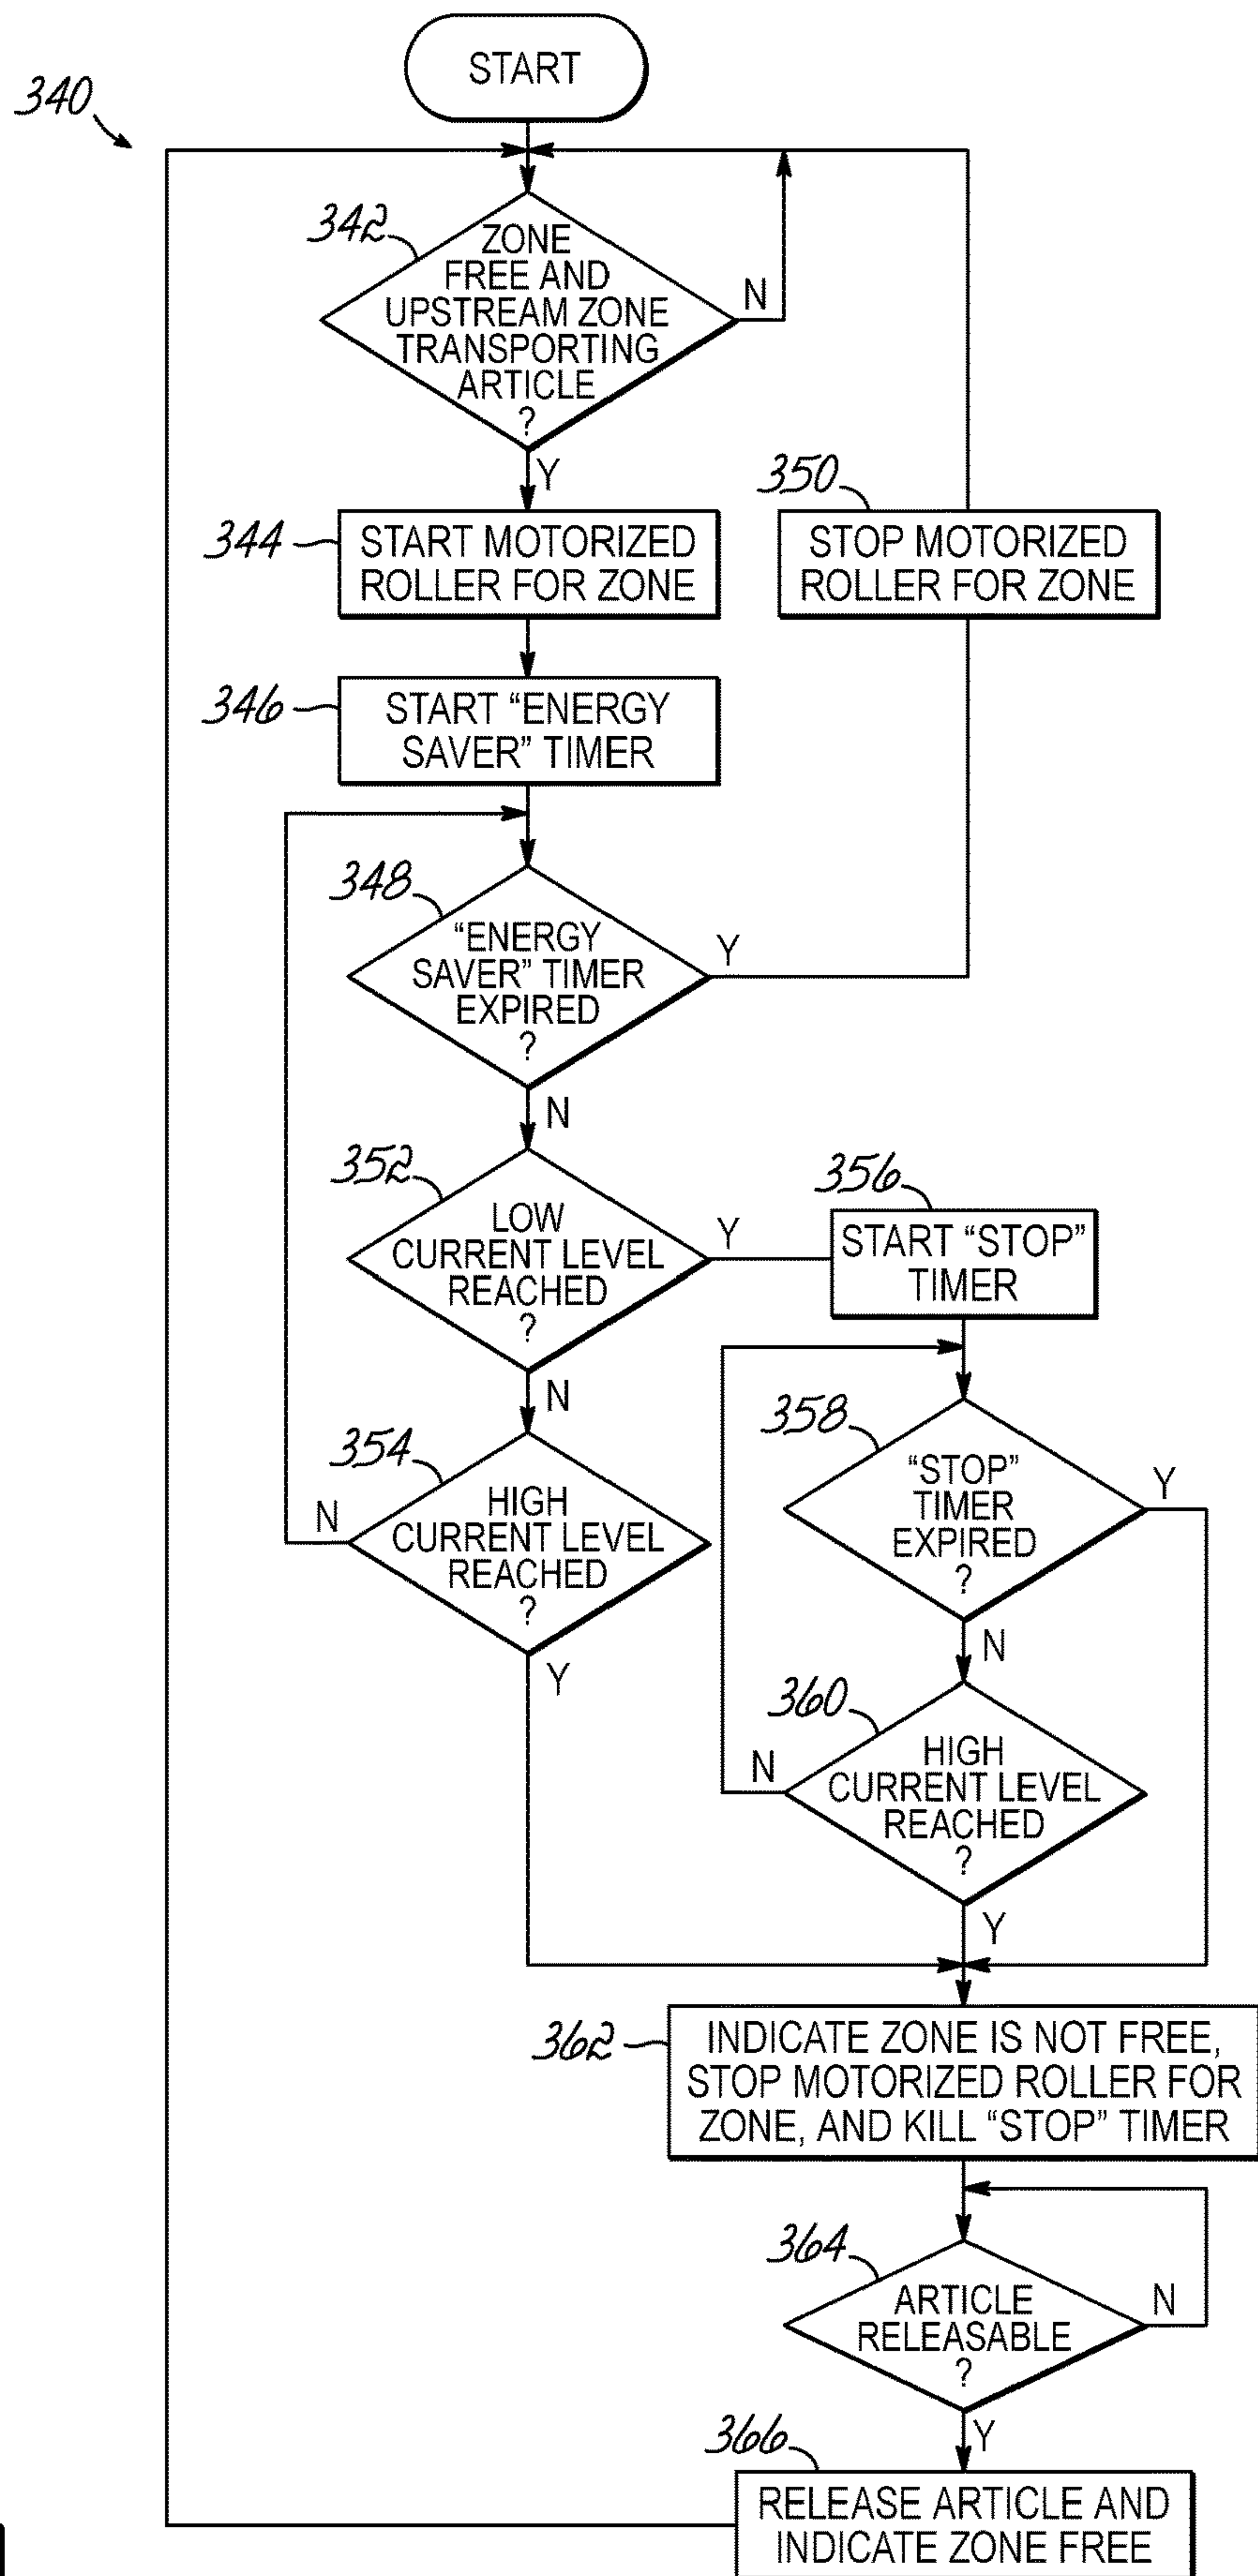 START
340
342
ZONE
FREE AND
UPSTREAM ZONE
TRANSPORTING
ARTICLE
?
N
Y
344
START MOTORIZED
ROLLER FOR ZONE
350
STOP MOTORIZED
ROLLER FOR ZONE
346
START “ENERGY
SAVER” TIMER
348
“ENERGY
SAVER” TIMER
EXPIRED
?
Y
N
352
LOW
CURRENT LEVEL
REACHED
?
Y
N
356
START “STOP”
TIMER
354
HIGH
CURRENT LEVEL
REACHED
?
N
Y
358
“STOP”
TIMER
EXPIRED
?
Y
N
360
HIGH
CURRENT LEVEL
REACHED
?
N
Y
362
INDICATE ZONE IS NOT FREE,
STOP MOTORIZED ROLLER FOR
ZONE, AND KILL “STOP” TIMER
364
ARTICLE
RELEASABLE
?
N
Y
366
RELEASE ARTICLE AND
INDICATE ZONE FREE